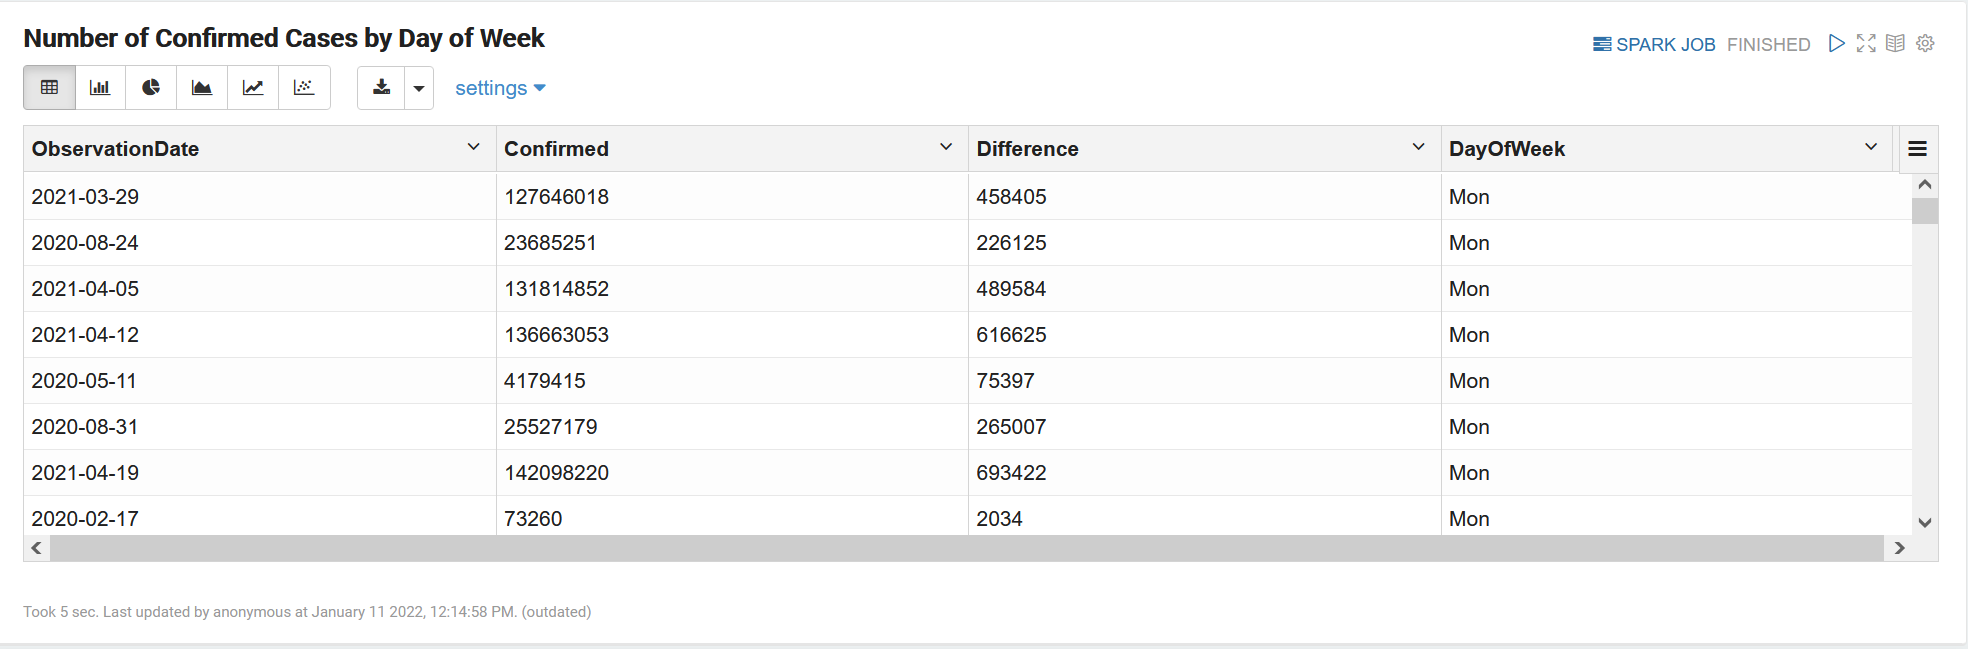 Number of Confirmed Cases by Day of Week
SPARK JOB FINISHED
settings
ObservationDate Confirmed Difference DayOfWeek
2021-03-29 127646018 458405 Mon
2020-08-24 23685251 226125 Mon
2021-04-05 131814852 489584 Mon
2021-04-12 136663053 616625 Mon
2020-05-11 4179415 75397 Mon
2020-08-31 25527179 265007 Mon
2021-04-19 142098220 693422 Mon
2020-02-17 73260 2034 Mon
Took 5 sec. Last updated by anonymous at January 11 2022, 12:14:58 PM. (outdated)